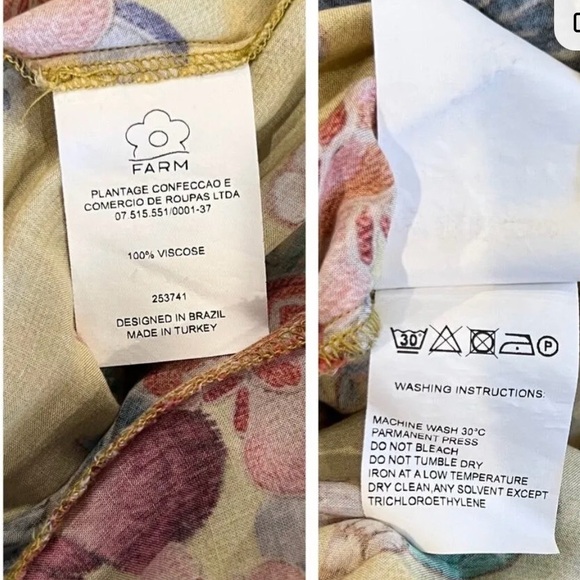 FARM
PLANTAGE CONFECCAO E
COMERCIO DE ROUPAS LTDA
07.515.551/0001-37
100% VISCOSE
253741
DESIGNED IN BRAZIL
MADE IN TURKEY
30
P
WASHING INSTRUCTIONS:
MACHINE WASH 30°C
PARMANENT PRESS
DO NOT BLEACH
DO NOT TUMBLE DRY
IRON AT A LOW TEMPERATURE
DRY CLEAN,ANY SOLVENT EXCEPT
TRICHLOROETHYLENE